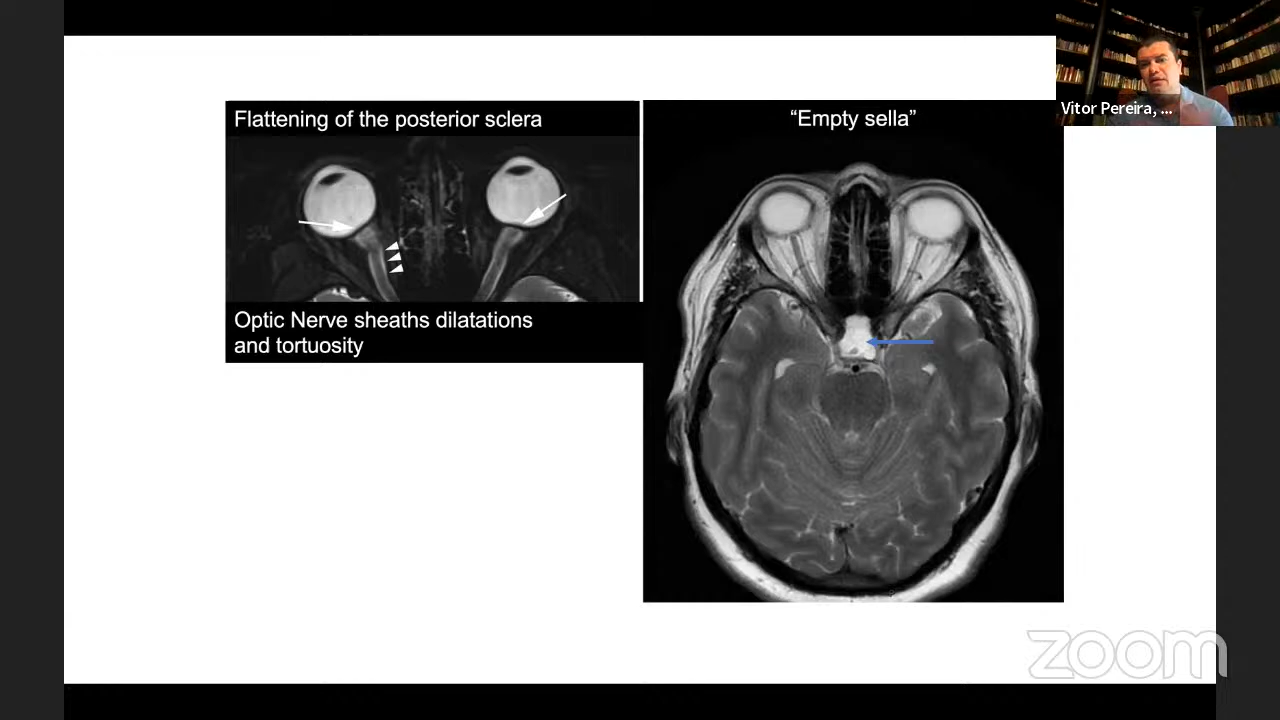 Flattening of the posterior sclera
Optic Nerve sheaths dilatations
and tortuosity
“Empty sella”
Vitor Pereira, ...
zoom